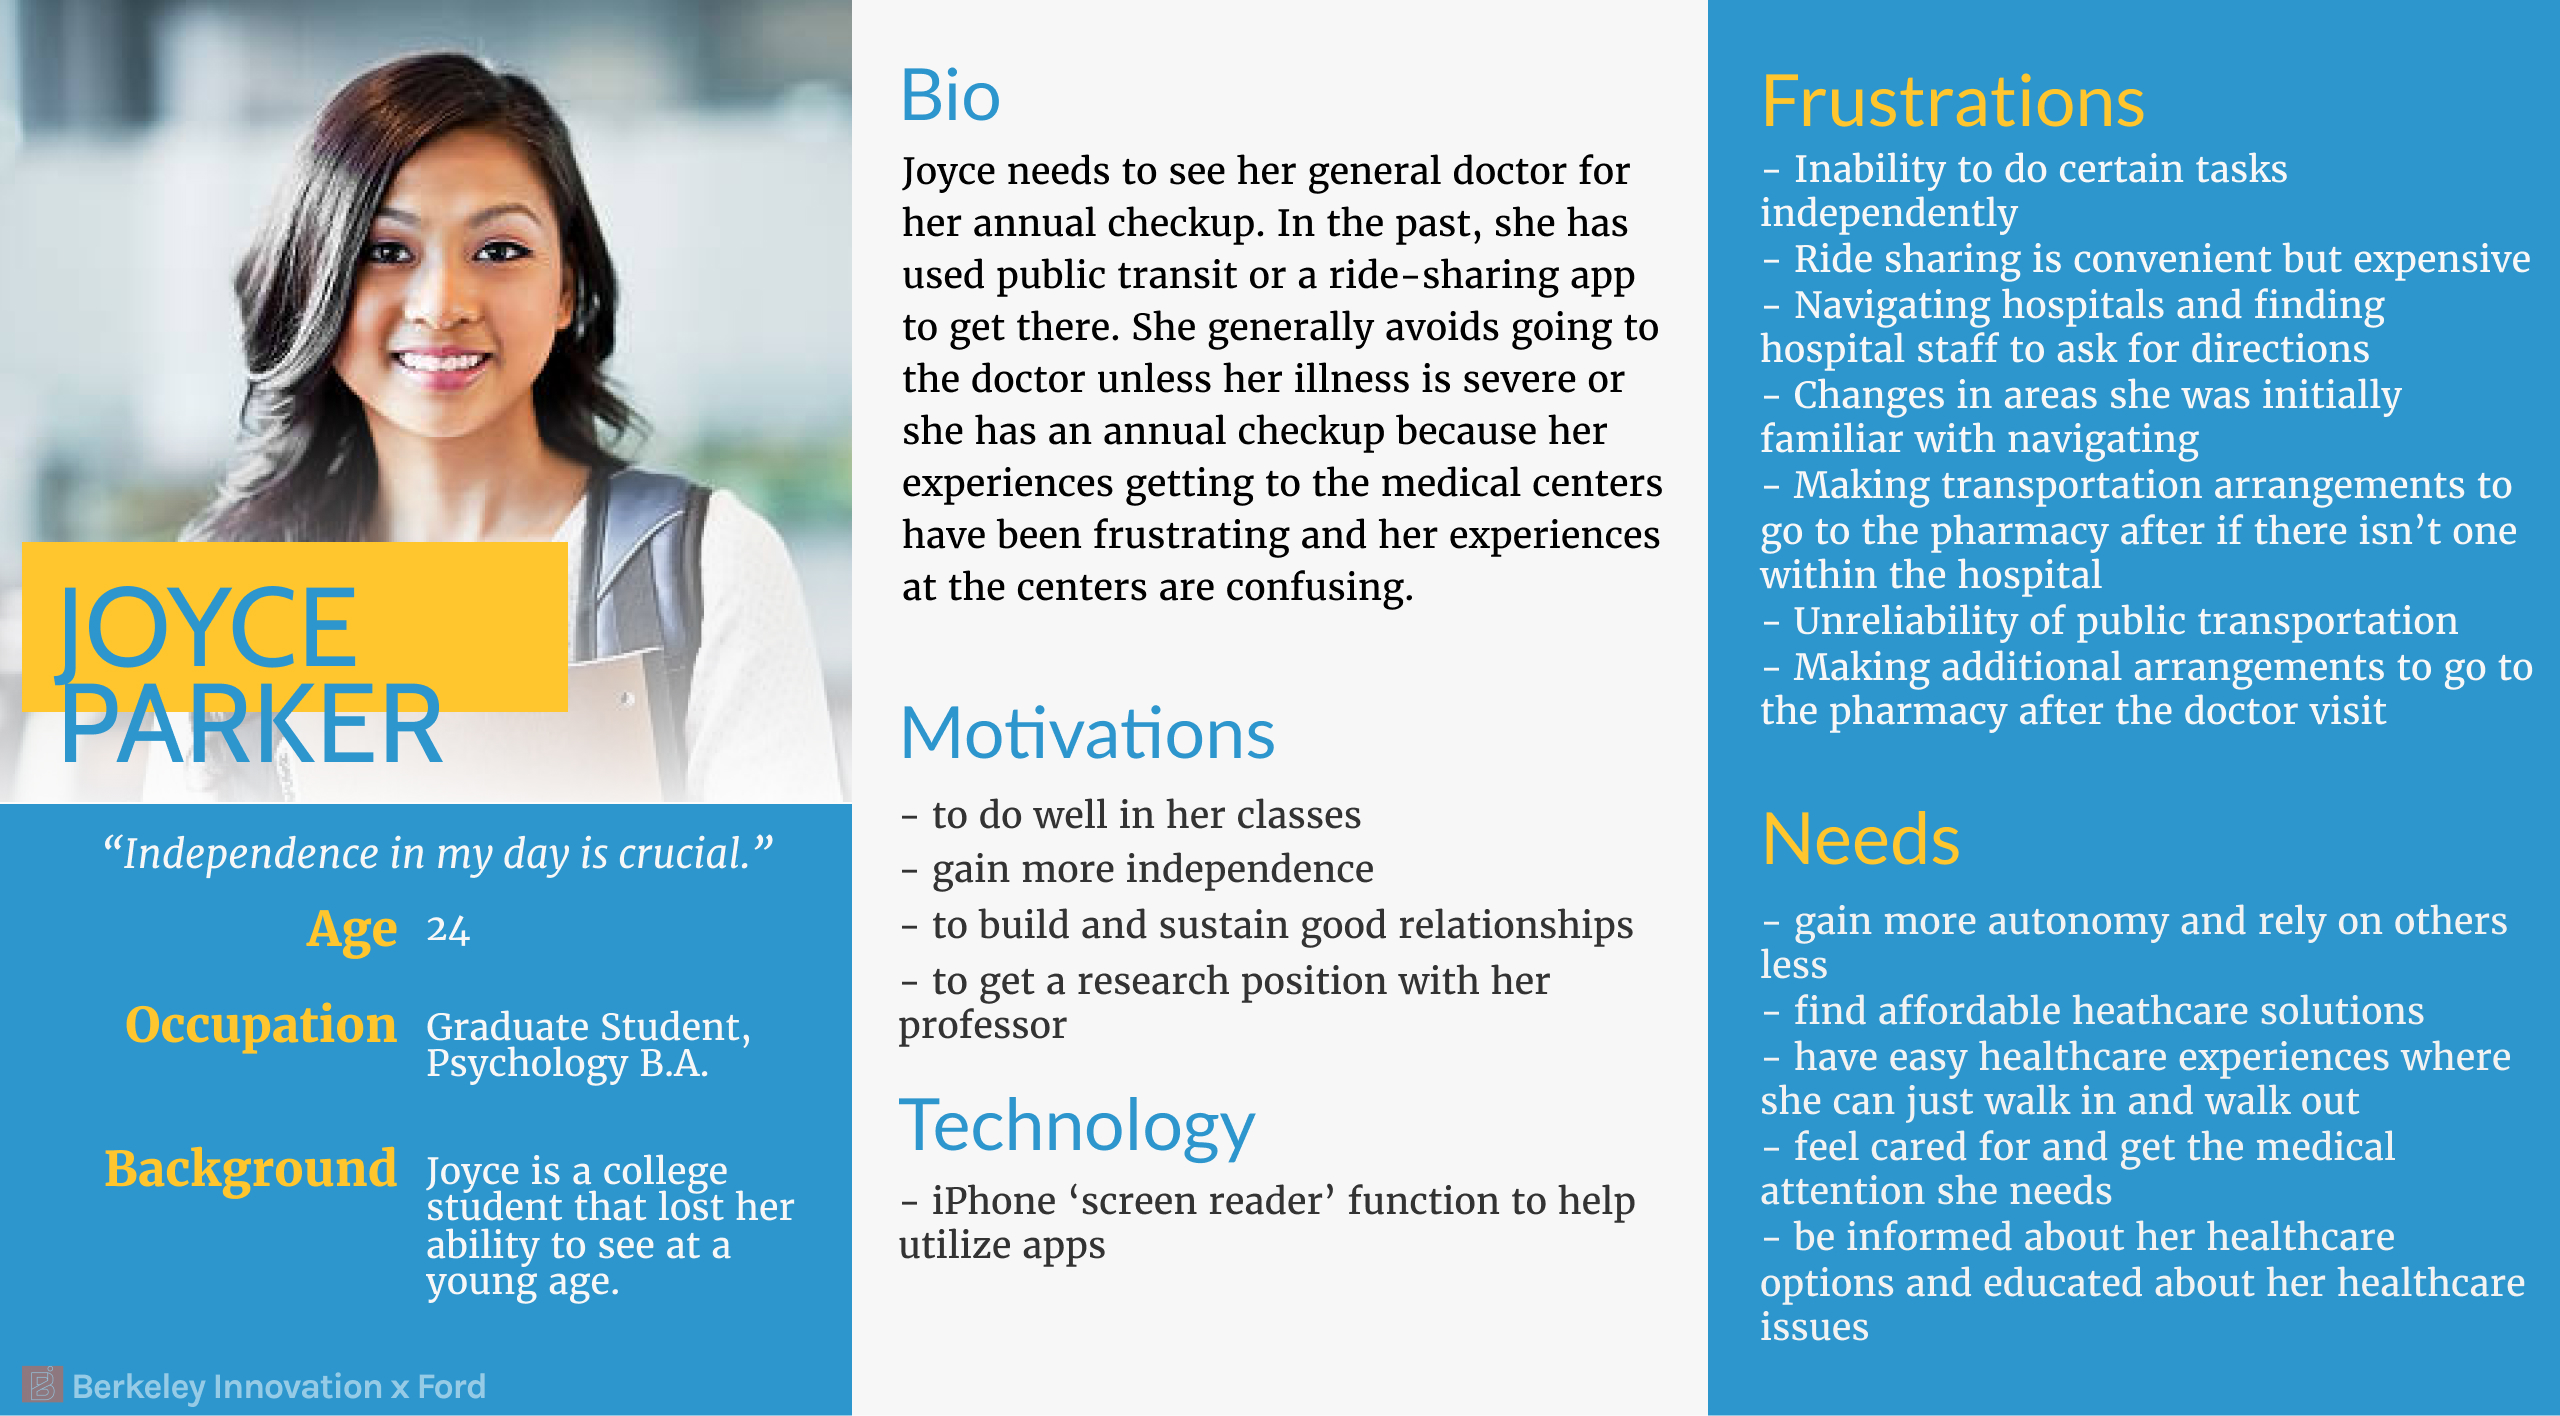 JOYCE
PARKER
“Independence in my day is crucial.”
Age 24
Occupation Graduate Student,
Psychology B.A.
Background Joyce is a college
student that lost her
ability to see at a
young age.
Berkeley Innovation x Ford
Bio
Joyce needs to see her general doctor for
her annual checkup. In the past, she has
used public transit or a ride-sharing app
to get there. She generally avoids going to
the doctor unless her illness is severe or
she has an annual checkup because her
experiences getting to the medical centers
have been frustrating and her experiences
at the centers are confusing.
Motivations
- to do well in her classes
- gain more independence
- to build and sustain good relationships
- to get a research position with her
professor
Technology
- iPhone ‘screen reader’ function to help
utilize apps
Frustrations
- Inability to do certain tasks
independently
- Ride sharing is convenient but expensive
- Navigating hospitals and finding
hospital staff to ask for directions
- Changes in areas she was initially
familiar with navigating
- Making transportation arrangements to
go to the pharmacy after if there isn’t one
within the hospital
- Unreliability of public transportation
- Making additional arrangements to go to
the pharmacy after the doctor visit
Needs
- gain more autonomy and rely on others
less
- find affordable heathcare solutions
- have easy healthcare experiences where
she can just walk in and walk out
- feel cared for and get the medical
attention she needs
- be informed about her healthcare
options and educated about her healthcare
issues